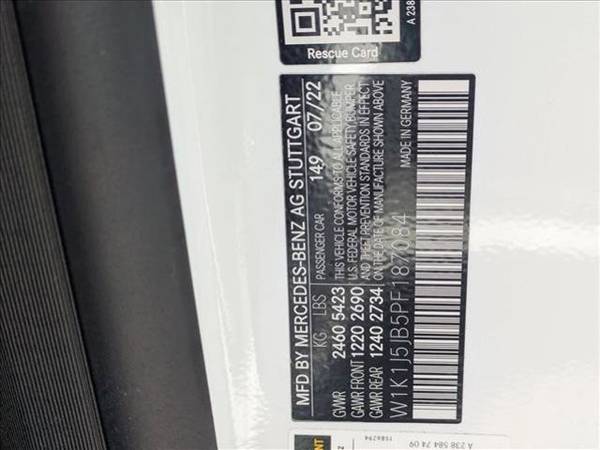 Rescue Card
A 238
MFD BY MERCEDES-BENZ AG STUTTGART
KG LBS PASSENGER CAR 149 07/22
GVWR 2460 5423 THIS VEHICLE CONFORMS TO ALL APPLICABLE
GAWR FRONT 1220 2690 U.S. FEDERAL MOTOR VEHICLE SAFETY, BUMPER,
GAWR REAR 1240 2734 AND THEFT PREVENTION STANDARDS IN EFFECT
ON THE DATE OF MANUFACTURE SHOWN ABOVE
W1K1J5JB5PF187084 MADE IN GERMANY
A 238 584 74 09